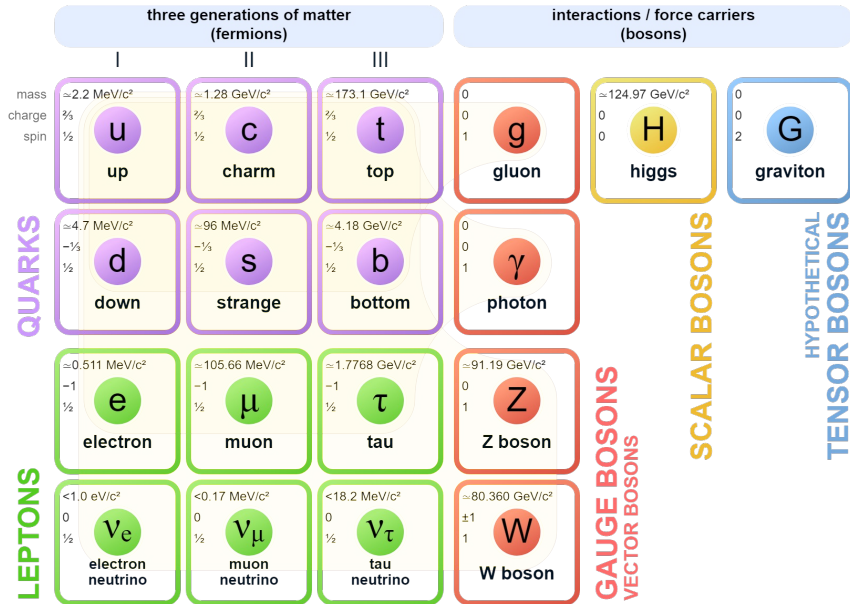 three generations of matter
(fermions)
interactions / force carriers
(bosons)
I
II
III
mass
charge
spin
≃2.2 MeV/c²
⅔
½
u
up
≃1.28 GeV/c²
⅔
½
c
charm
≃173.1 GeV/c²
⅔
½
t
top
0
0
1
g
gluon
≃124.97 GeV/c²
0
0
H
higgs
0
0
2
G
graviton
QUARKS
≃4.7 MeV/c²
−⅓
½
d
down
≃96 MeV/c²
−⅓
½
s
strange
≃4.18 GeV/c²
−⅓
½
b
bottom
0
0
1
γ
photon
SCALAR BOSONS
HYPOTHETICAL
TENSOR BOSONS
LEPTONS
≃0.511 MeV/c²
−1
½
e
electron
≃105.66 MeV/c²
−1
½
μ
muon
≃1.7768 GeV/c²
−1
½
τ
tau
≃91.19 GeV/c²
0
1
Z
Z boson
GAUGE BOSONS
VECTOR BOSONS
<1.0 eV/c²
0
½
νe
electron
neutrino
<0.17 MeV/c²
0
½
νμ
muon
neutrino
<18.2 MeV/c²
0
½
ντ
tau
neutrino
≃80.360 GeV/c²
±1
1
W
W boson